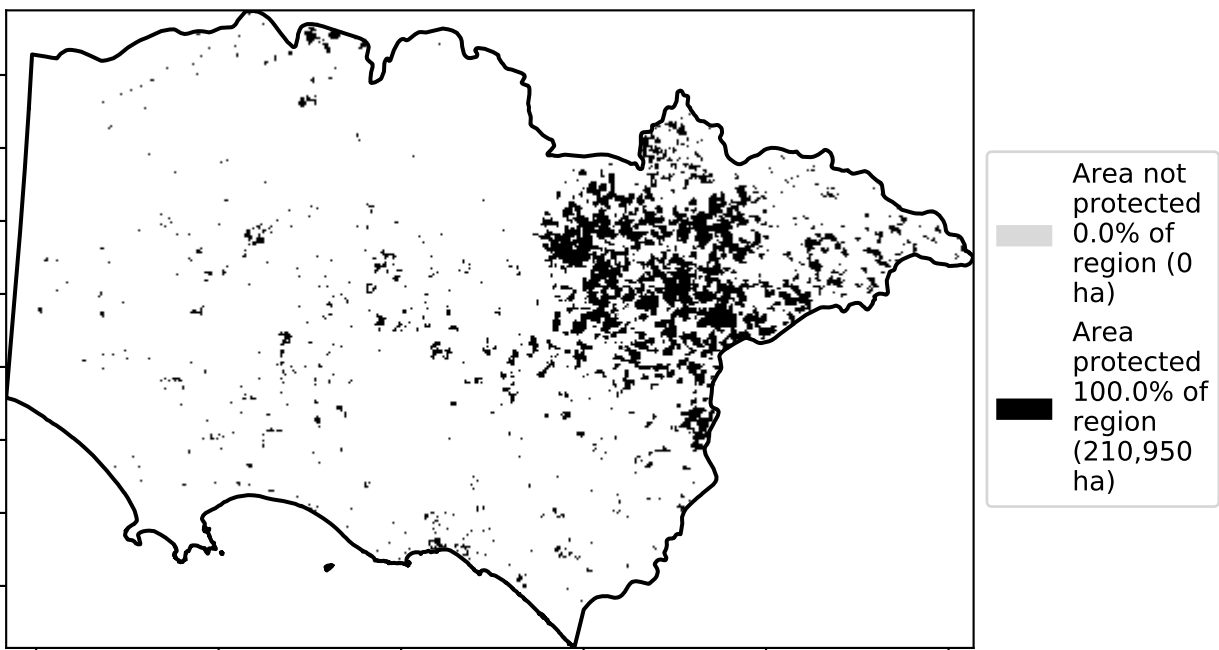 Area not
protected
0.0% of
region (0
ha)
Area
protected
100.0% of
region
(210,950
ha)